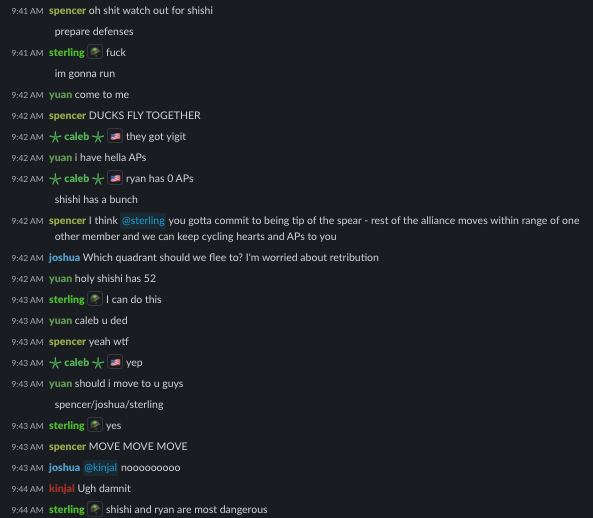 9:41 AM spencer oh shit watch out for shishi
prepare defenses
9:41 AM sterling fuck
im gonna run
9:42 AM yuan come to me
9:42 AM spencer DUCKS FLY TOGETHER
9:42 AM caleb they got yigit
9:42 AM yuan i have hella APs
9:42 AM caleb ryan has 0 APs
shishi has a bunch
9:42 AM spencer I think @sterling you gotta commit to being tip of the spear - rest of the alliance moves within range of one
other member and we can keep cycling hearts and APs to you
9:42 AM joshua Which quadrant should we flee to? I'm worried about retribution
9:42 AM yuan holy shishi has 52
9:43 AM sterling I can do this
9:43 AM yuan caleb u ded
9:43 AM spencer yeah wtf
9:43 AM caleb yep
9:43 AM yuan should i move to u guys
spencer/joshua/sterling
9:43 AM sterling yes
9:43 AM spencer MOVE MOVE MOVE
9:43 AM joshua @kinjal nooooooooo
9:44 AM kinjal Ugh damnit
9:44 AM sterling shishi and ryan are most dangerous